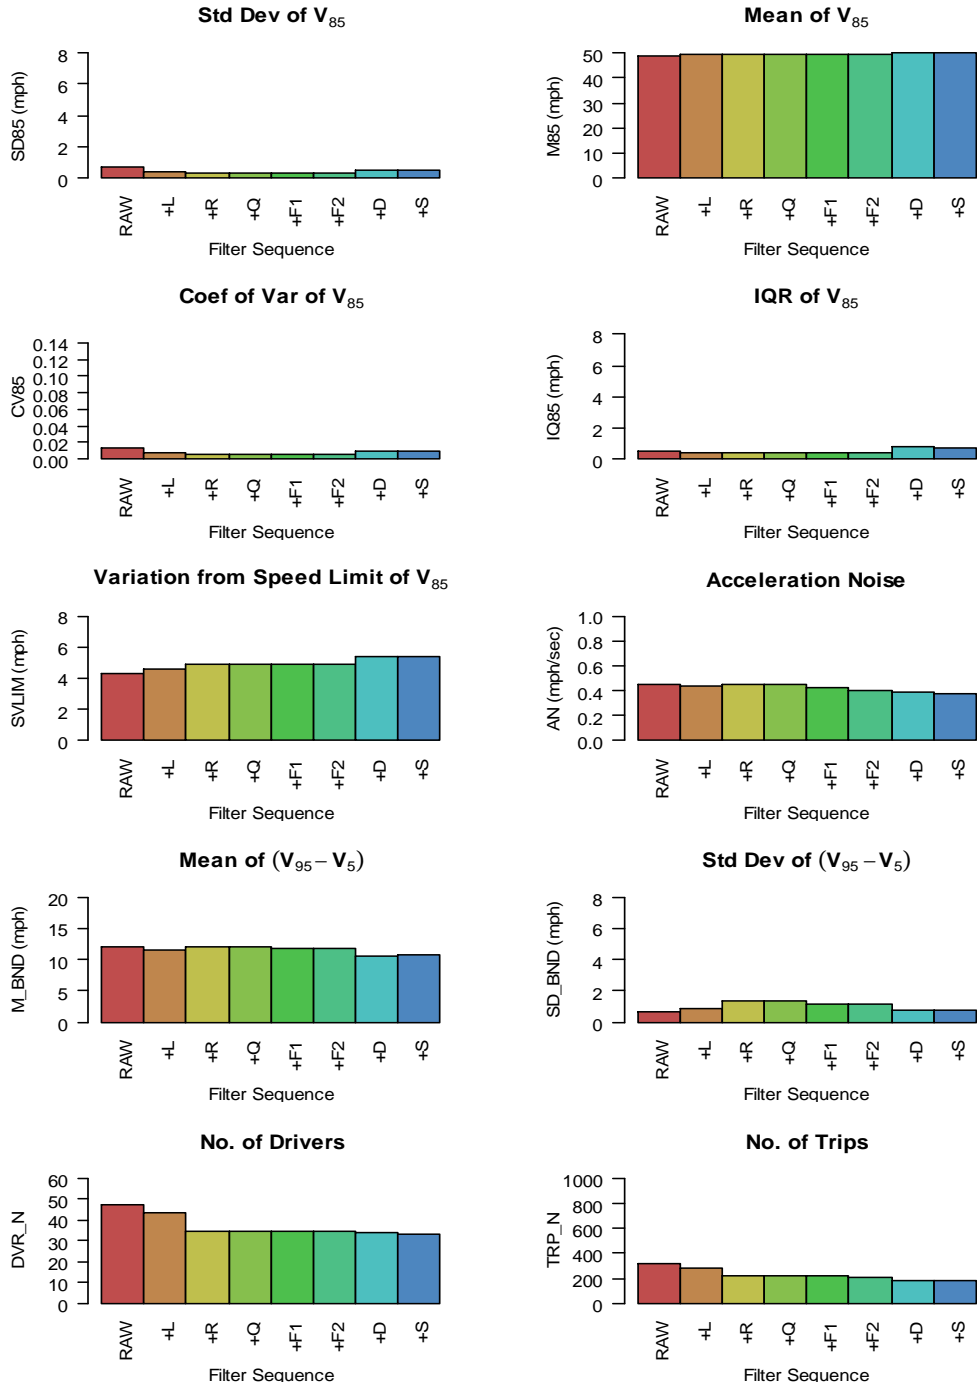 Std Dev of V85
SD85 (mph)
8
6
4
2
0
RAW
+L
+R
+Q
+F1
+F2
+D
+S
Filter Sequence
Mean of V85
M85 (mph)
50
40
30
20
10
0
RAW
+L
+R
+Q
+F1
+F2
+D
+S
Filter Sequence
Coef of Var of V85
CV85
0.14
0.12
0.10
0.08
0.06
0.04
0.02
0.00
RAW
+L
+R
+Q
+F1
+F2
+D
+S
Filter Sequence
IQR of V85
IQ85 (mph)
8
6
4
2
0
RAW
+L
+R
+Q
+F1
+F2
+D
+S
Filter Sequence
Variation from Speed Limit of V85
SVLIM (mph)
8
6
4
2
0
RAW
+L
+R
+Q
+F1
+F2
+D
+S
Filter Sequence
Acceleration Noise
AN (mph/sec)
1.0
0.8
0.6
0.4
0.2
0.0
RAW
+L
+R
+Q
+F1
+F2
+D
+S
Filter Sequence
Mean of (V95 − V5)
M_BND (mph)
20
15
10
5
0
RAW
+L
+R
+Q
+F1
+F2
+D
+S
Filter Sequence
Std Dev of (V95 − V5)
SD_BND (mph)
8
6
4
2
0
RAW
+L
+R
+Q
+F1
+F2
+D
+S
Filter Sequence
No. of Drivers
DVR_N
60
50
40
30
20
10
0
RAW
+L
+R
+Q
+F1
+F2
+D
+S
Filter Sequence
No. of Trips
TRP_N
1000
800
600
400
200
0
RAW
+L
+R
+Q
+F1
+F2
+D
+S
Filter Sequence